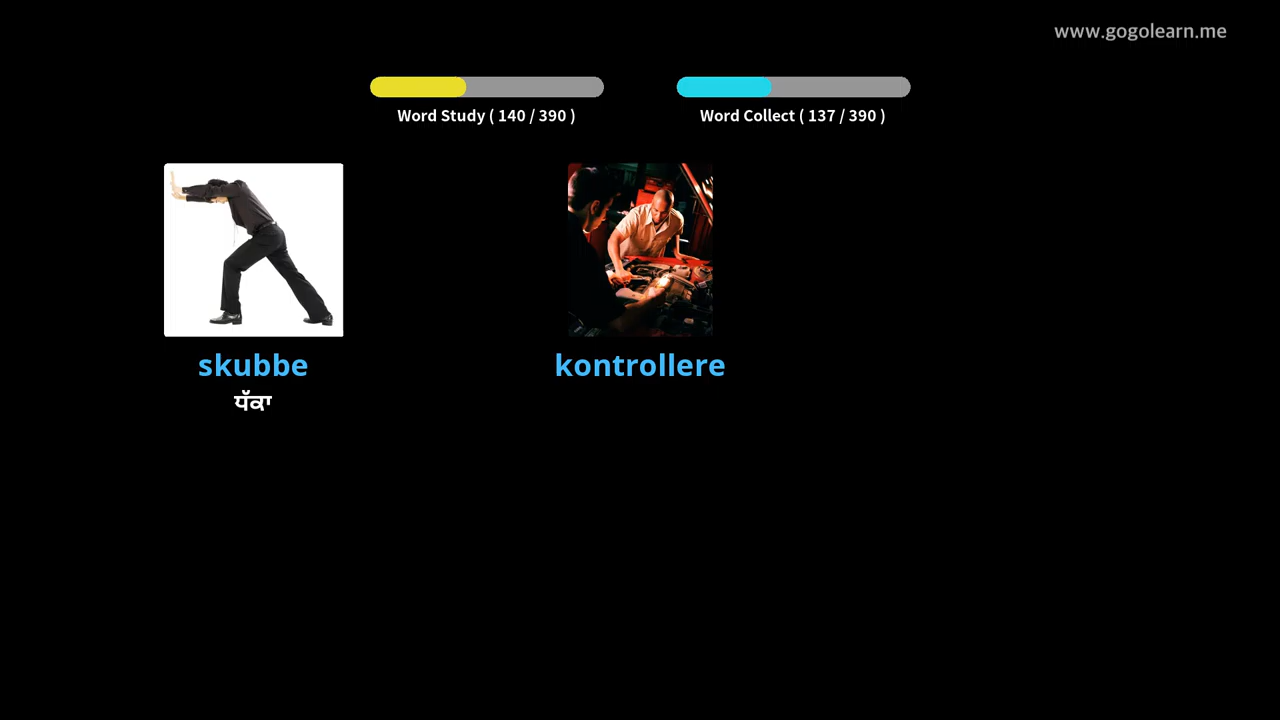 www.gogolearn.me
Word Study ( 140 / 390 )
Word Collect ( 137 / 390 )
skubbe
kontrollere
ਧੱਕਾ